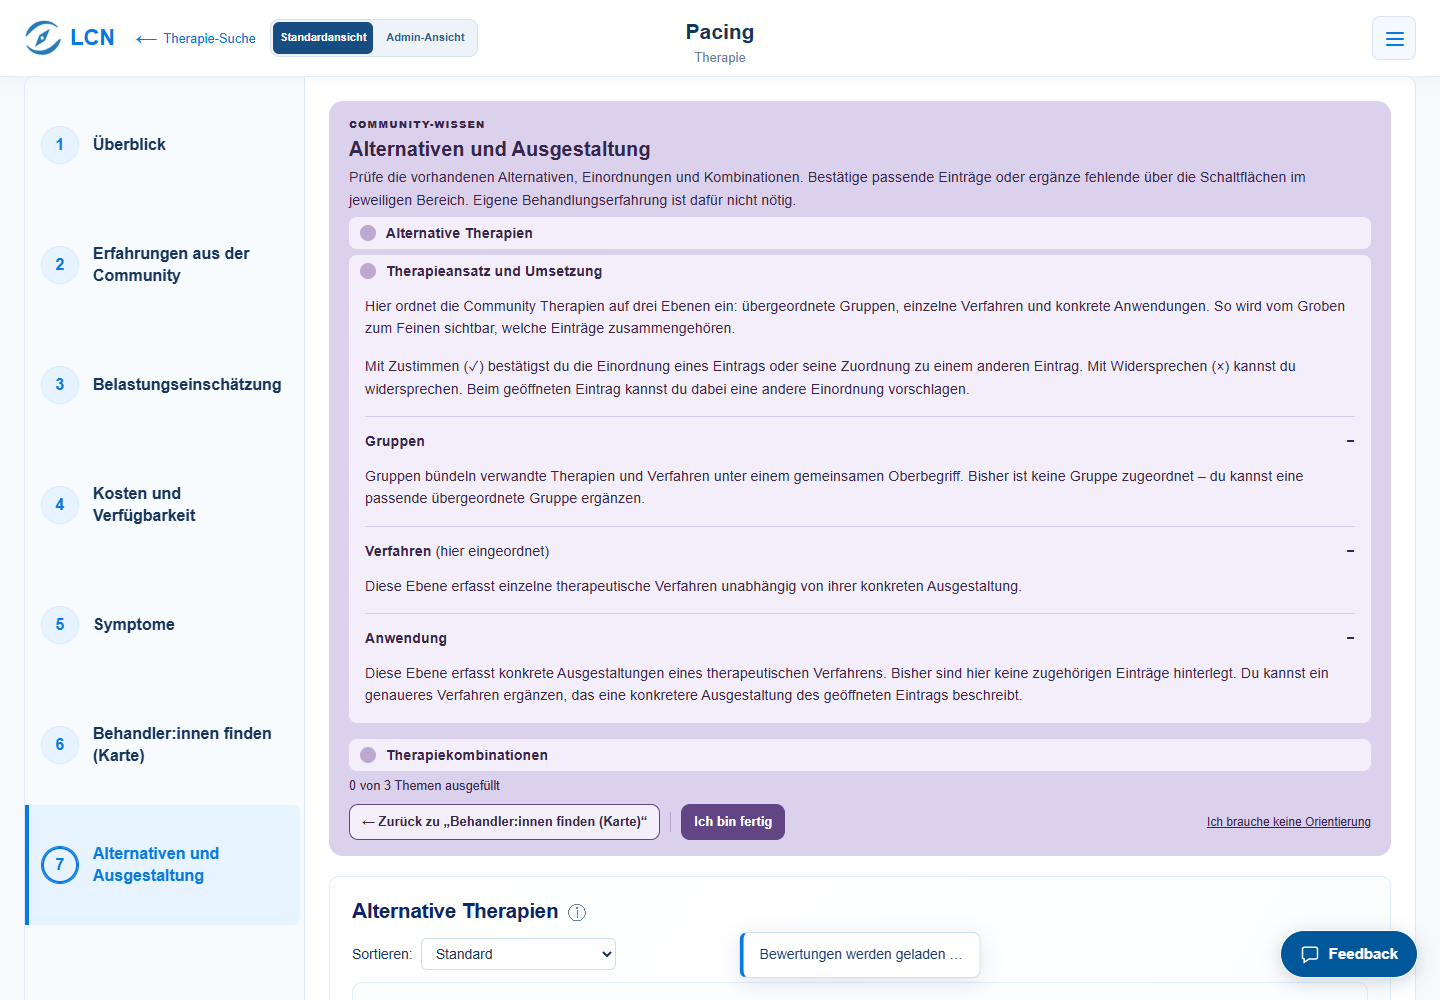 LCN
← Therapie-Suche
Standardansicht
Admin-Ansicht
Pacing
Therapie
1
Überblick
2
Erfahrungen aus der
Community
3
Belastungseinschätzung
4
Kosten und
Verfügbarkeit
5
Symptome
6
Behandler:innen finden
(Karte)
7
Alternativen und
Ausgestaltung
COMMUNITY-WISSEN
Alternativen und Ausgestaltung
Prüfe die vorhandenen Alternativen, Einordnungen und Kombinationen. Bestätige passende Einträge oder ergänze fehlende über die Schaltflächen im
jeweiligen Bereich. Eigene Behandlungserfahrung ist dafür nicht nötig.
Alternative Therapien
Therapieansatz und Umsetzung
Hier ordnet die Community Therapien auf drei Ebenen ein: übergeordnete Gruppen, einzelne Verfahren und konkrete Anwendungen. So wird vom Groben
zum Feinen sichtbar, welche Einträge zusammengehören.
Mit Zustimmen (✓) bestätigst du die Einordnung eines Eintrags oder seine Zuordnung zu einem anderen Eintrag. Mit Widersprechen (×) kannst du
widersprechen. Beim geöffneten Eintrag kannst du dabei eine andere Einordnung vorschlagen.
Gruppen –
Gruppen bündeln verwandte Therapien und Verfahren unter einem gemeinsamen Oberbegriff. Bisher ist keine Gruppe zugeordnet – du kannst eine
passende übergeordnete Gruppe ergänzen.
Verfahren (hier eingeordnet) –
Diese Ebene erfasst einzelne therapeutische Verfahren unabhängig von ihrer konkreten Ausgestaltung.
Anwendung –
Diese Ebene erfasst konkrete Ausgestaltungen eines therapeutischen Verfahrens. Bisher sind hier keine zugehörigen Einträge hinterlegt. Du kannst ein
genaueres Verfahren ergänzen, das eine konkretere Ausgestaltung des geöffneten Eintrags beschreibt.
Therapiekombinationen
0 von 3 Themen ausgefüllt
← Zurück zu „Behandler:innen finden (Karte)“
Ich bin fertig
Ich brauche keine Orientierung
Alternative Therapien ⓘ
Sortieren: Standard
Bewertungen werden geladen …
Feedback